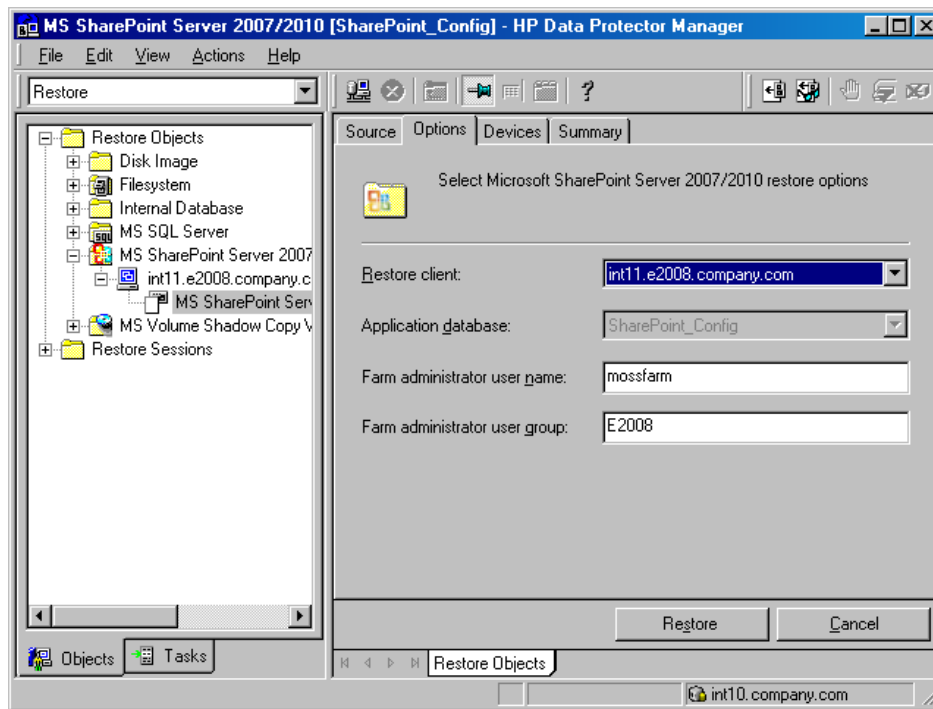 MS SharePoint Server 2007/2010 [SharePoint_Config] - HP Data Protector Manager
File Edit View Actions Help
Restore
?
Restore Objects
Disk Image
Filesystem
Internal Database
SQL
MS SQL Server
MS SharePoint Server 2007
int11.e2008.company.c
MS SharePoint Serv
MS Volume Shadow Copy
Restore Sessions
Objects Tasks
Source Options Devices Summary
Select Microsoft SharePoint Server 2007/2010 restore options
Restore client: int11.e2008.company.com
Application database: SharePoint_Config
Farm administrator user name: mossfarm
Farm administrator user group: E2008
Restore Cancel
Restore Objects
int10.company.com